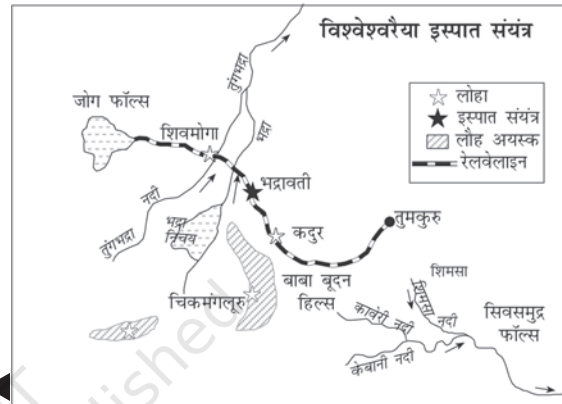 विश्वेश्वरैया इस्पात संयंत्र
लोहा
इस्पात संयंत्र
लौह अयस्क
रेलवेलाइन
जोग फॉल्स
शिवमोगा
तुंगभद्रा
भद्रा
भद्रावती
तुंगभद्रा नदी
भद्रा
निचय
कदुर
तुमकुरु
चिकमंगलूरु
बाबा बूदन
हिल्स
शिमसा
शिमसा नदी
कावेरी नदी
केबानी नदी
सिवसमुद्र
फॉल्स